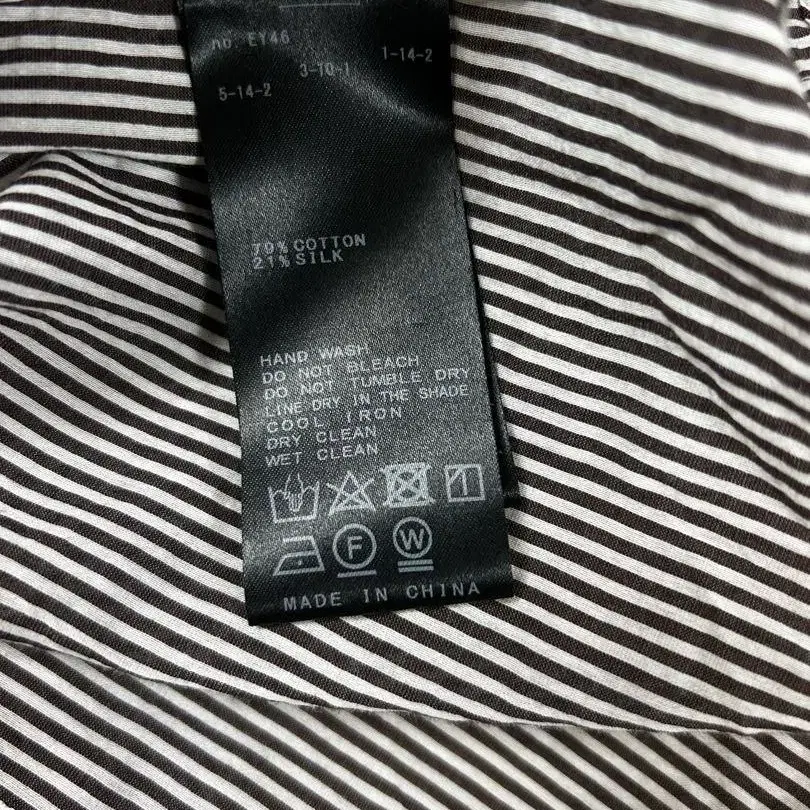 no. EY46
1-14-2
3-10-1
5-14-2
79% COTTON
21% SILK
HAND WASH
DO NOT BLEACH
DO NOT TUMBLE DRY
LINE DRY IN THE SHADE
COOL IRON
DRY CLEAN
WET CLEAN
F W
MADE IN CHINA